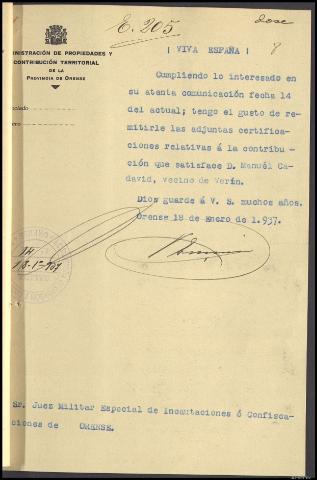 E. 205
dose
8
MINISTRACIÓN DE PROPIEDADES Y
CONTRIBUCIÓN TERRITORIAL
DE LA
PROVINCIA DE ORENSE
¡ VIVA ESPAÑA ¡
Cumpliendo lo interesado en
su atenta comunicación fecha 14
del actual; tengo el gusto de re-
mitirle las adjuntas certifica-
ciones relativas á la contribu-
ción que satisface D. Manuél Ca-
david, vecino de Verín.
Dios guarde á V. S. muchos años.
Orense 18 de Enero de 1.937.
Sr. Juez Militar Especial de Incautaciones ó Confisca-
ciones de ORENSE.